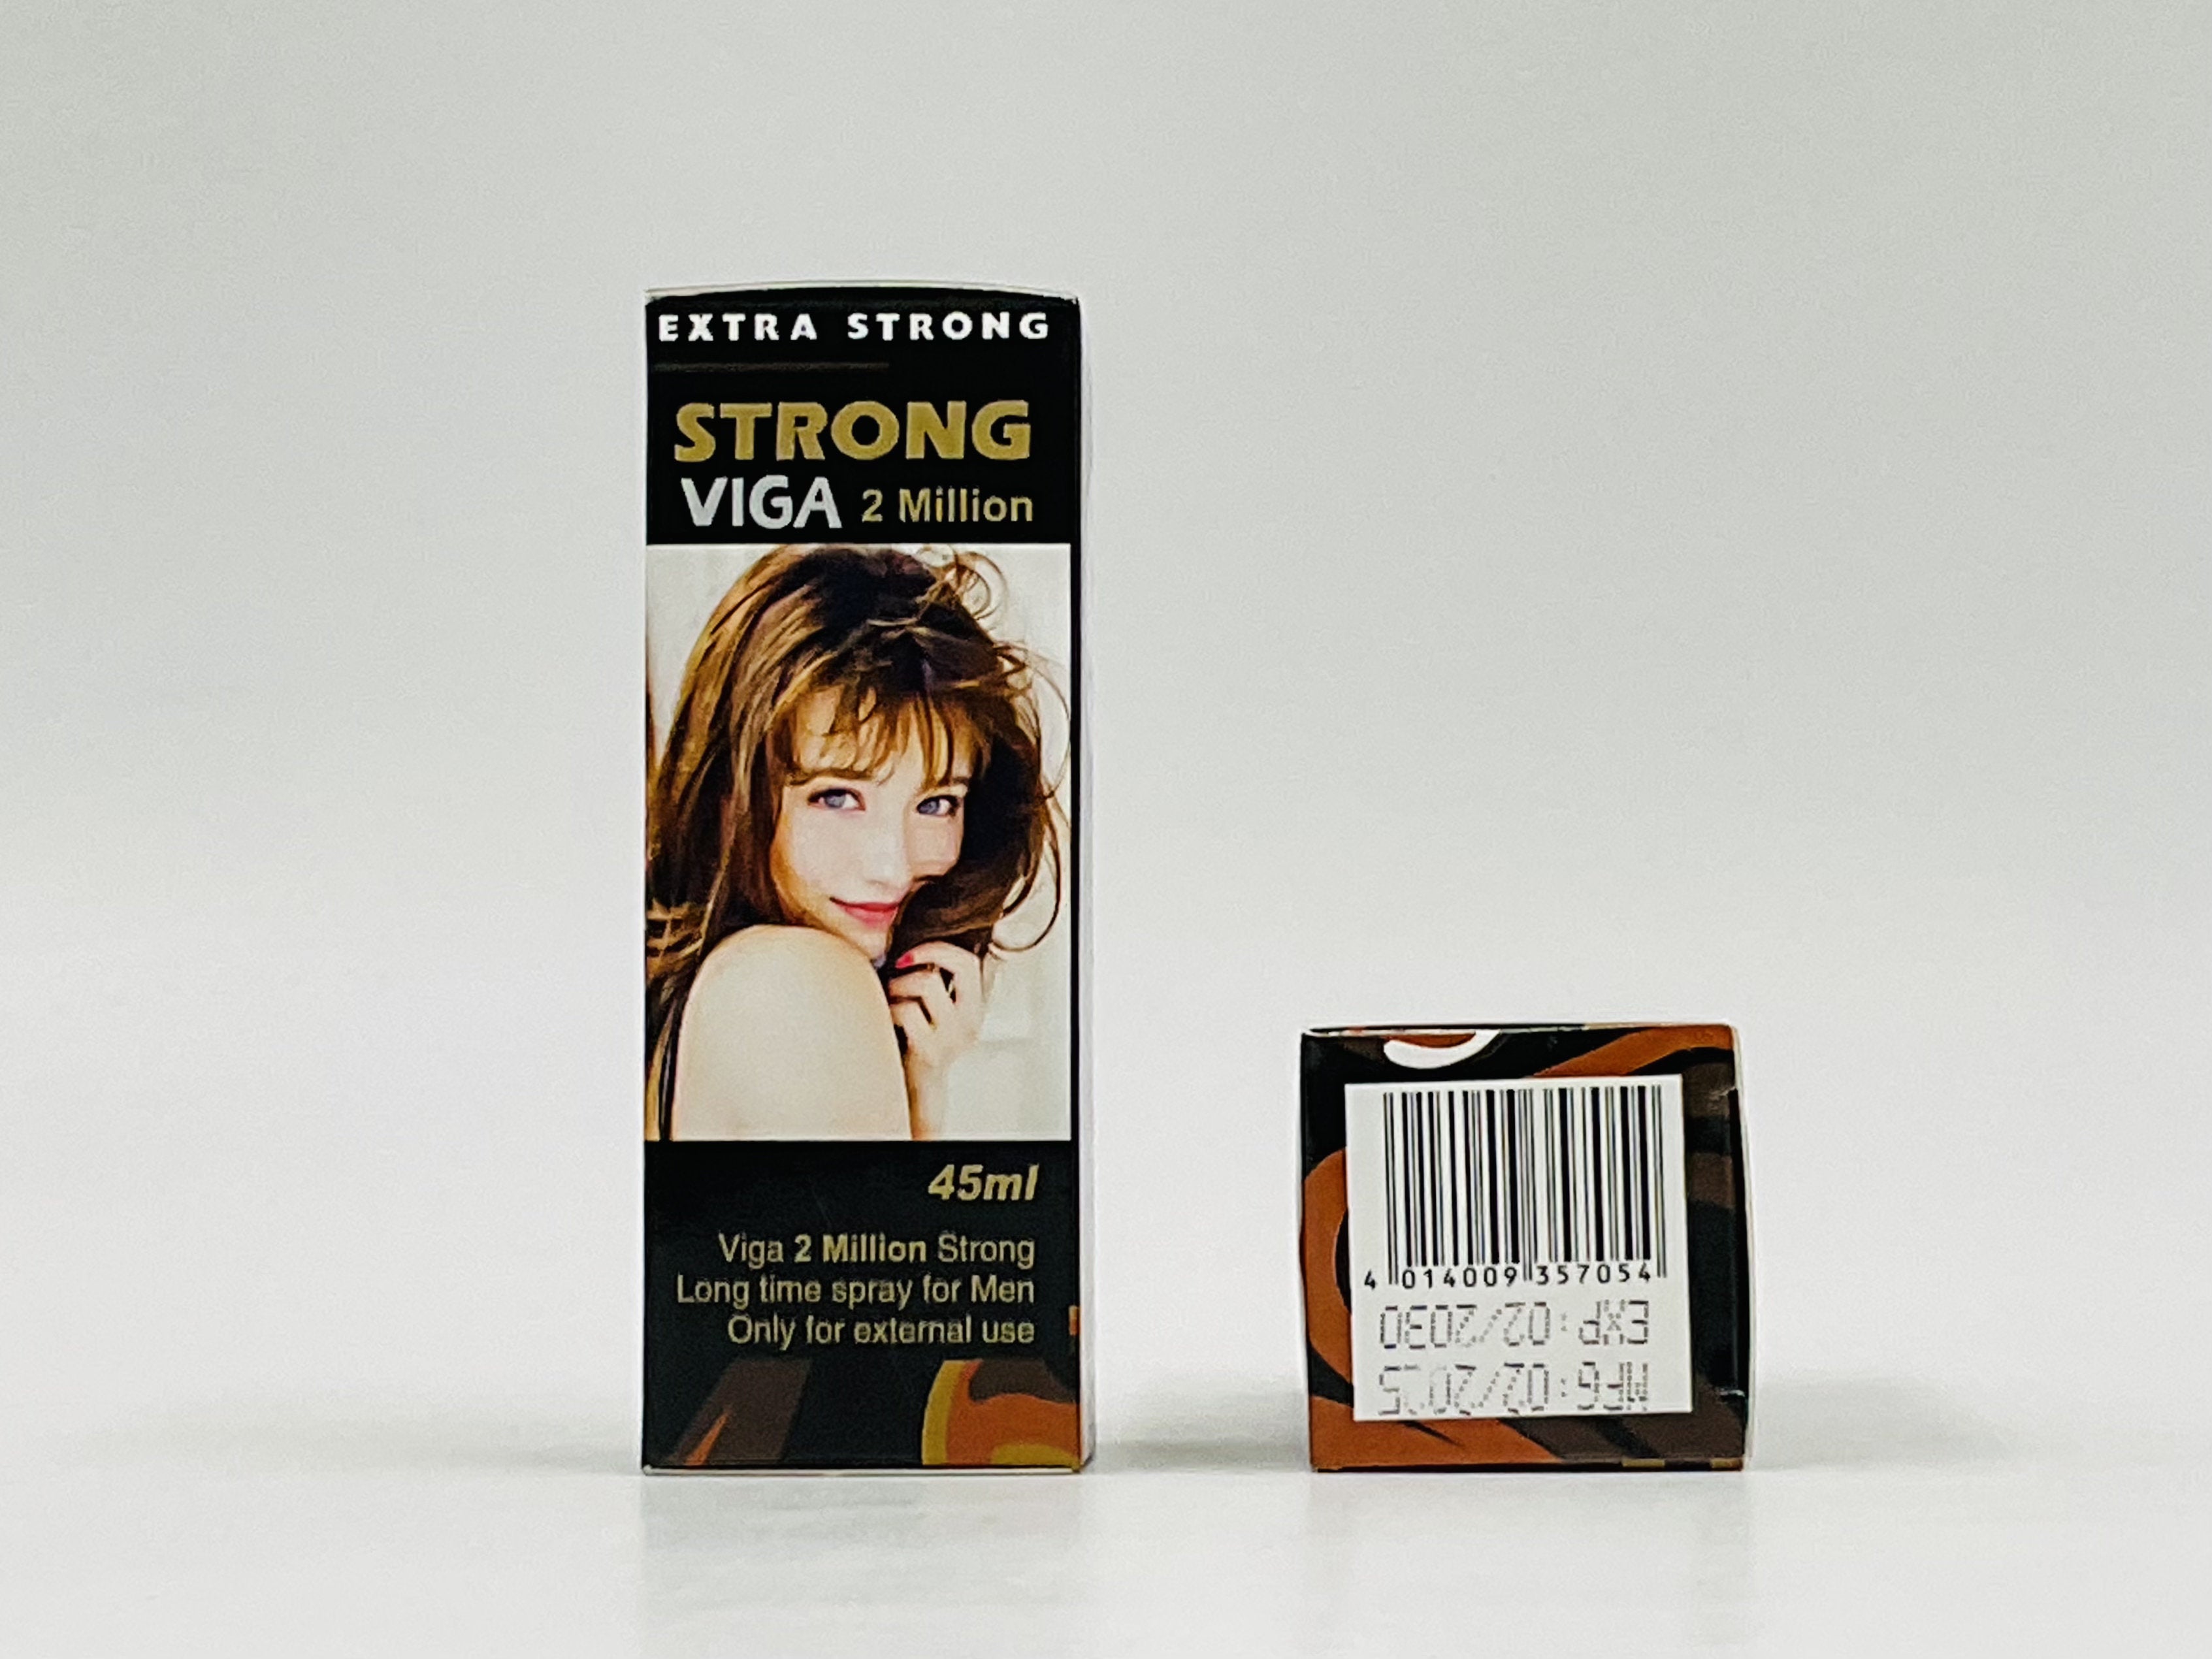 EXTRA STRONG
STRONG
VIGA 2 Million
45ml
Viga 2 Million Strong
Long time spray for Men
Only for external use
4 014009 357054
EXP:02/2030
MFG:02/2025